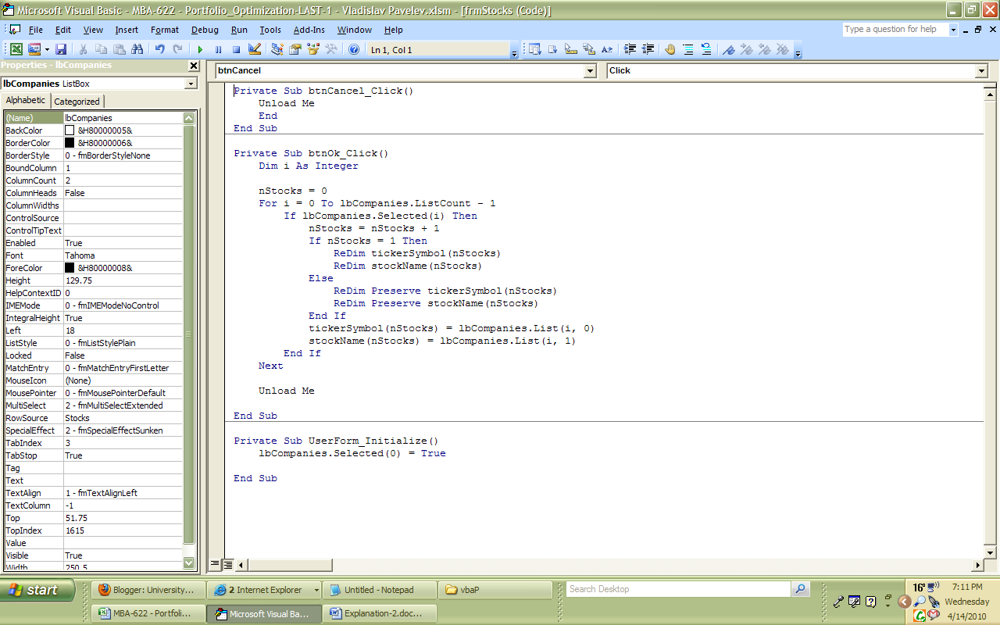 Microsoft Visual Basic - MBA-622 - Portfolio_Optimization-LAST-1 - Vladislav Pavelev.xlsm - [frmStocks (Code)]
File Edit View Insert Format Debug Run Tools Add-Ins Window Help
Type a question for help
Ln 1, Col 1
Properties - lbCompanies
lbCompanies ListBox
Alphabetic Categorized
(Name) lbCompanies
BackColor &H80000005&
BorderColor &H80000006&
BorderStyle 0 - fmBorderStyleNone
BoundColumn 1
ColumnCount 2
ColumnHeads False
ColumnWidths
ControlSource
ControlTipText
Enabled True
Font Tahoma
ForeColor &H80000008&
Height 129.75
HelpContextID 0
IMEMode 0 - fmIMEModeNoControl
IntegralHeight True
Left 18
ListStyle 0 - fmListStylePlain
Locked False
MatchEntry 0 - fmMatchEntryFirstLetter
MouseIcon (None)
MousePointer 0 - fmMousePointerDefault
MultiSelect 2 - fmMultiSelectExtended
RowSource Stocks
SpecialEffect 2 - fmSpecialEffectSunken
TabIndex 3
TabStop True
Tag
Text
TextAlign 1 - fmTextAlignLeft
TextColumn -1
Top 51.75
TopIndex 1615
Value
Visible True
Width 250.5
btnCancel Click
Private Sub btnCancel_Click()
Unload Me
End
End Sub
Private Sub btnOk_Click()
Dim i As Integer
nStocks = 0
For i = 0 To lbCompanies.ListCount - 1
If lbCompanies.Selected(i) Then
nStocks = nStocks + 1
If nStocks = 1 Then
ReDim tickerSymbol(nStocks)
ReDim stockName(nStocks)
Else
ReDim Preserve tickerSymbol(nStocks)
ReDim Preserve stockName(nStocks)
End If
tickerSymbol(nStocks) = lbCompanies.List(i, 0)
stockName(nStocks) = lbCompanies.List(i, 1)
End If
Next
Unload Me
End Sub
Private Sub UserForm_Initialize()
lbCompanies.Selected(0) = True
End Sub
start
Blogger: University... 2 Internet Explorer Untitled - Notepad vbaP
MBA-622 - Portfoli... Microsoft Visual Ba... Explanation-2.doc...
Search Desktop
16° 7:11 PM
Wednesday
4/14/2010